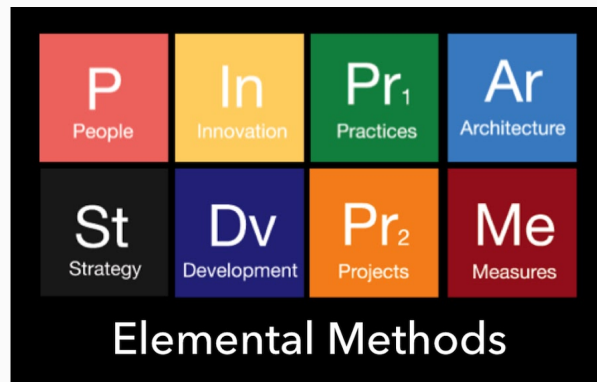 P
People
In
Innovation
Pr₁
Practices
Ar
Architecture
St
Strategy
Dv
Development
Pr₂
Projects
Me
Measures
Elemental Methods